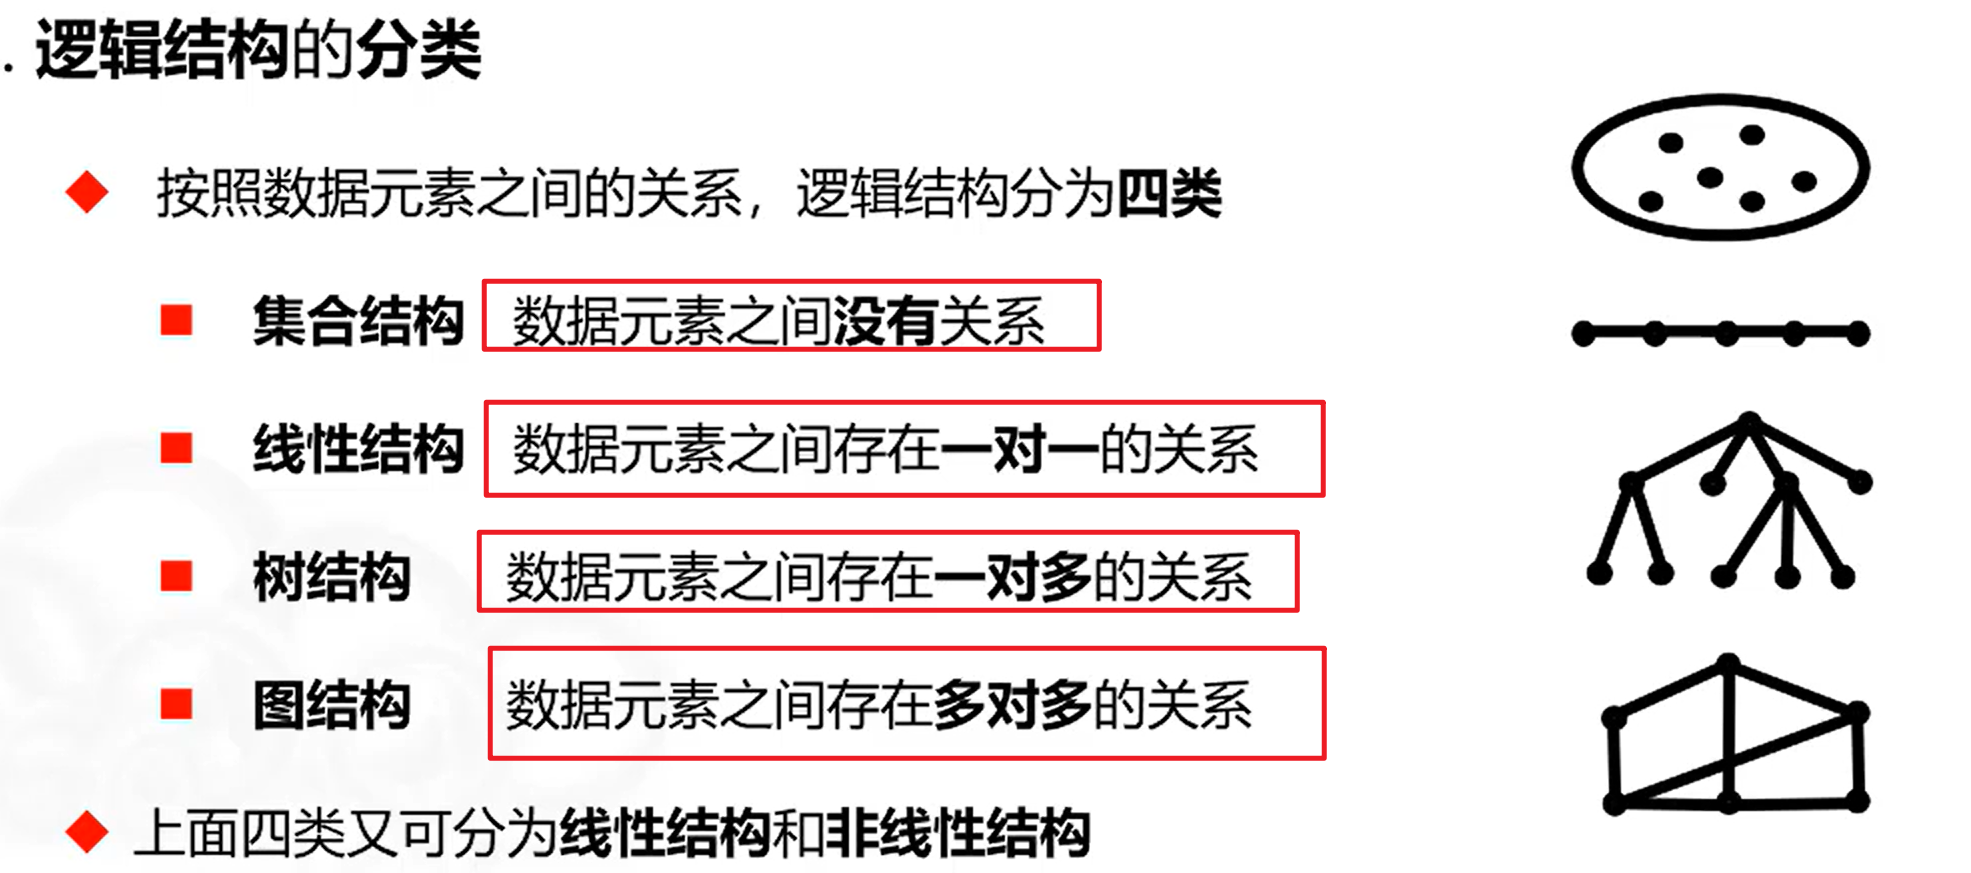 . 逻辑结构的分类
按照数据元素之间的关系，逻辑结构分为四类
集合结构 数据元素之间没有关系
线性结构 数据元素之间存在一对一的关系
树结构 数据元素之间存在一对多的关系
图结构 数据元素之间存在多对多的关系
上面四类又可分为线性结构和非线性结构